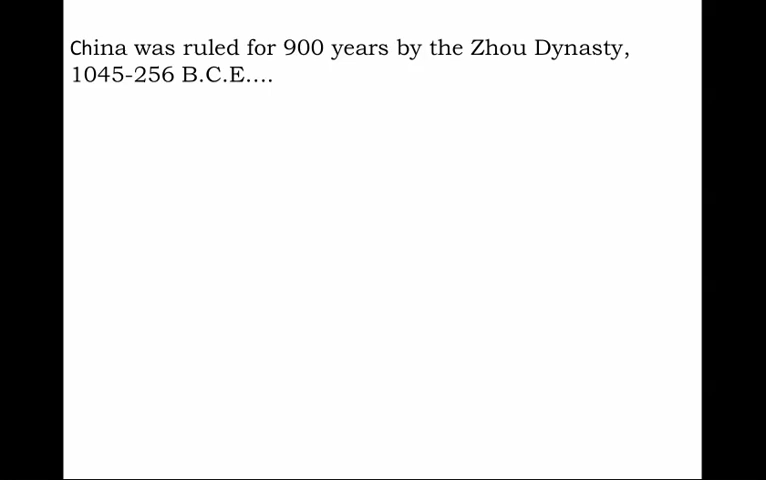 China was ruled for 900 years by the Zhou Dynasty,
1045-256 B.C.E....